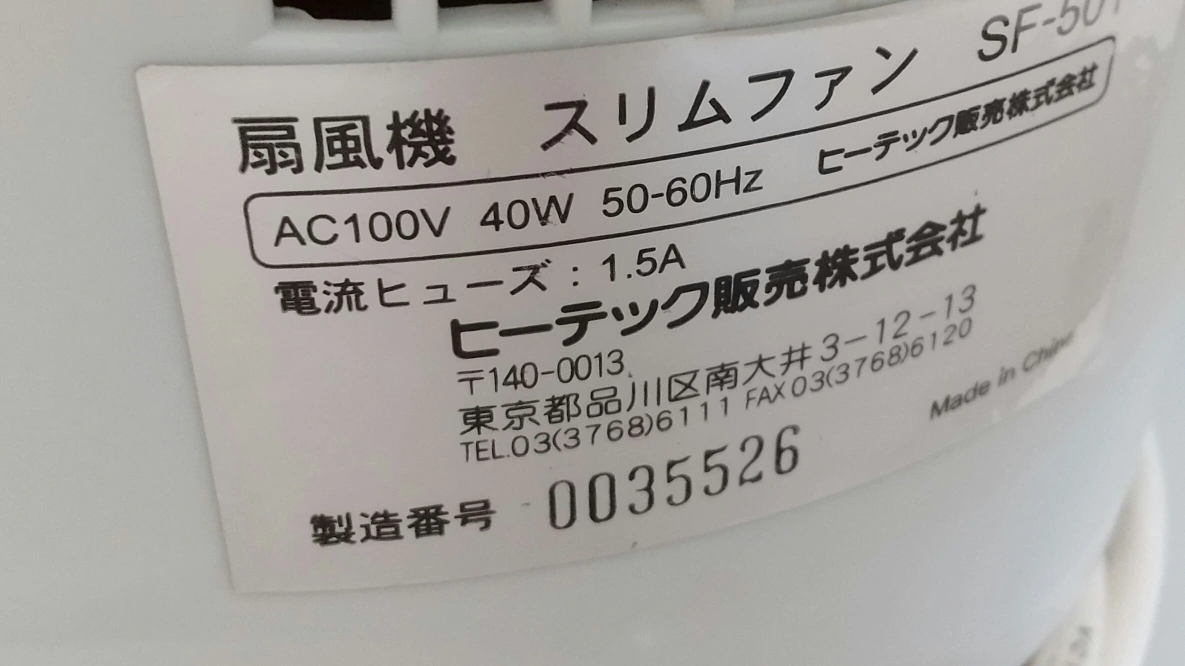 扇風機 スリムファン SF-501
AC100V 40W 50-60Hz ヒーテック販売株式会社
電流ヒューズ：1.5A
ヒーテック販売株式会社
〒140-0013
東京都品川区南大井3-12-13
TEL.03(3768)6111 FAX03(3768)6120
Made in China
製造番号 0035526